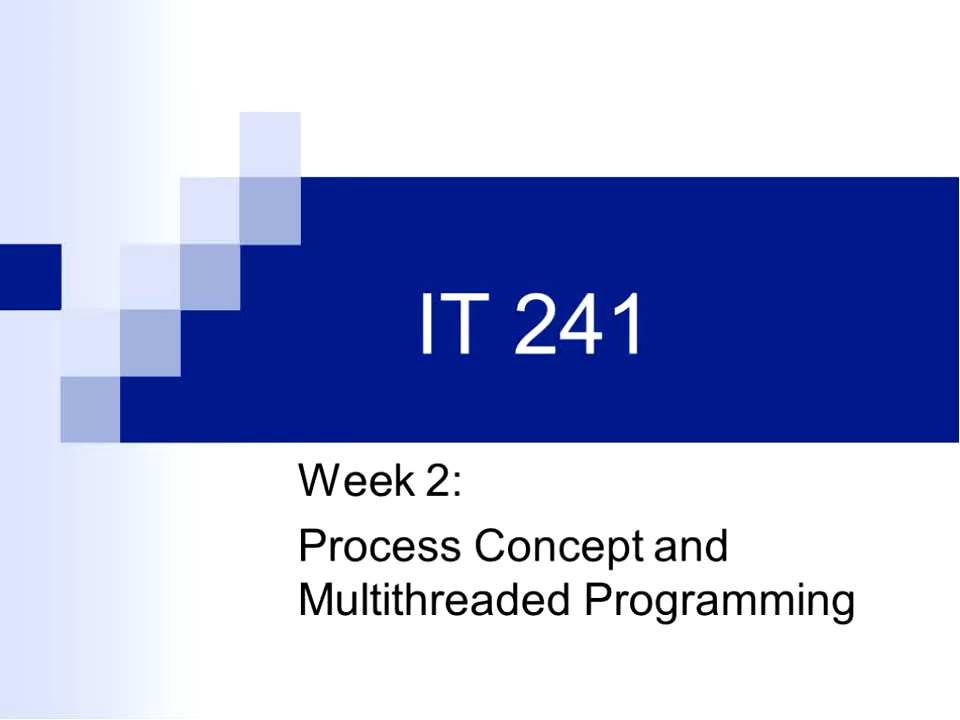 IT 241
Week 2:
Process Concept and
Multithreaded Programming